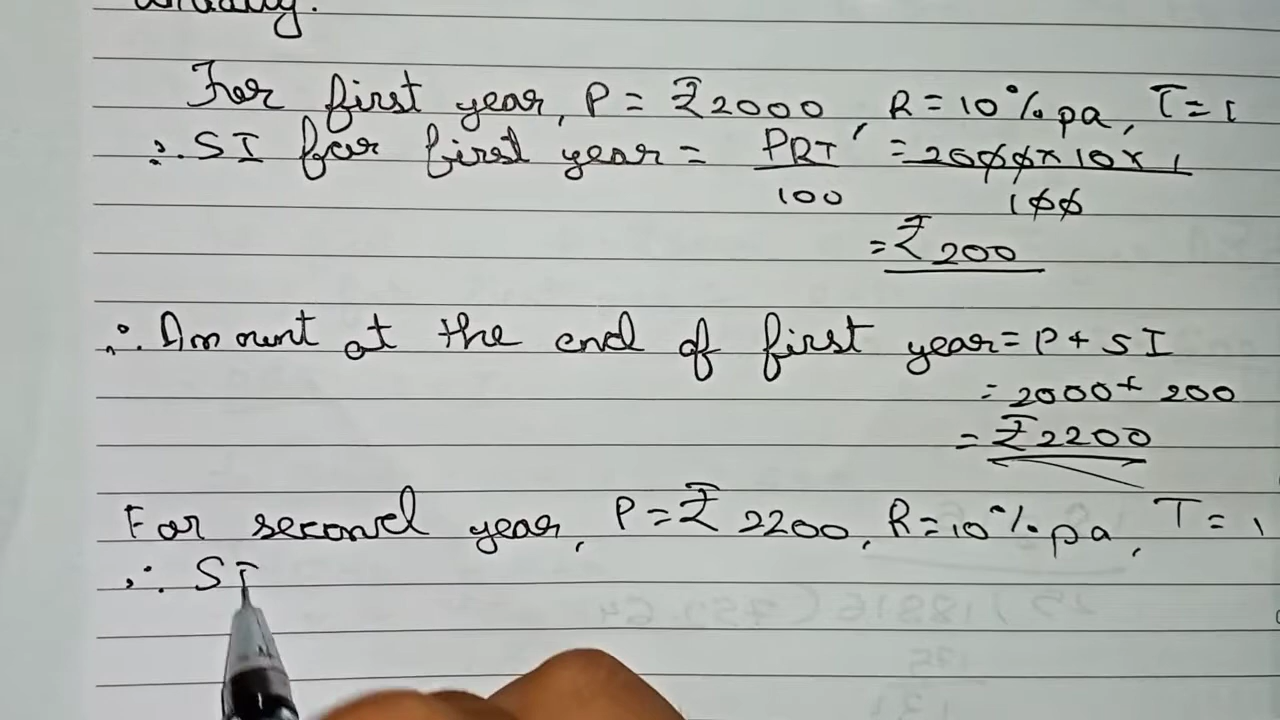 For first year, P = ₹2000, R = 10% pa, T = 1
∴ SI for first year = PRT/100 = 2000 × 10 × 1/100
= ₹200
∴ Amount at the end of first year = P + SI
= 2000 + 200
= ₹2200
For second year, P = ₹ 2200, R = 10% pa, T = 1
∴ SI